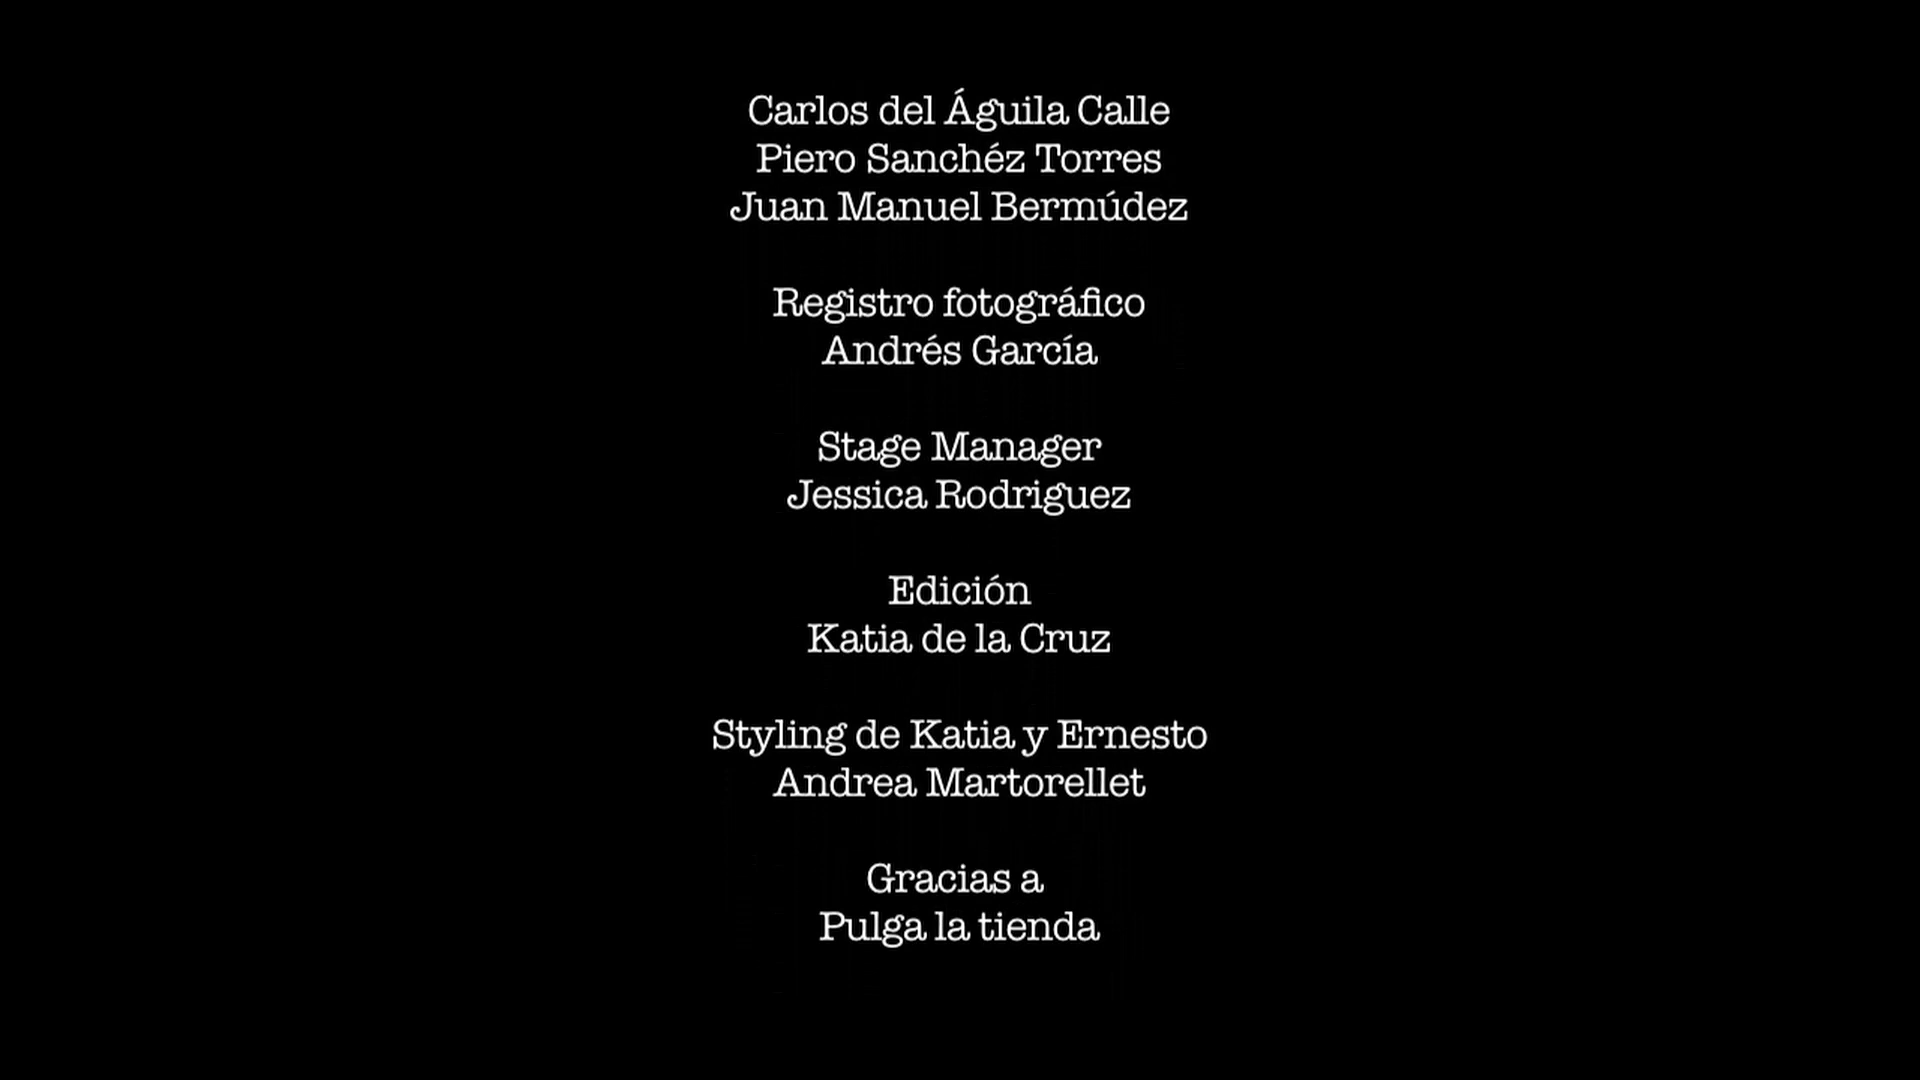 Carlos del Águila Calle
Piero Sanchéz Torres
Juan Manuel Bermúdez
Registro fotográfico
Andrés García
Stage Manager
Jessica Rodriguez
Edición
Katia de la Cruz
Styling de Katia y Ernesto
Andrea Martorellet
Gracias a
Pulga la tienda